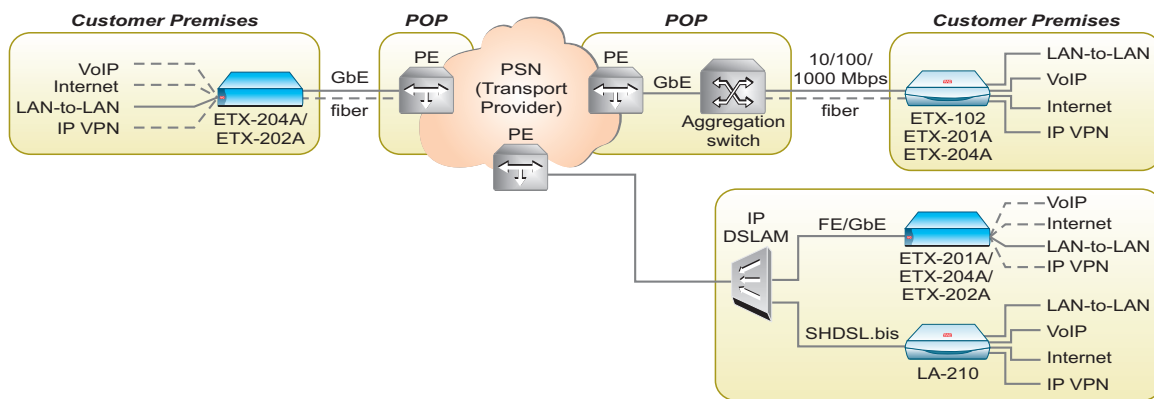 Customer Premises
POP
POP
Customer Premises
VoIP
Internet
LAN-to-LAN
IP VPN
ETX-204A/
ETX-202A
GbE
fiber
PE
PSN
(Transport
Provider)
PE
PE
GbE
Aggregation
switch
10/100/
1000 Mbps
fiber
ETX-102
ETX-201A
ETX-204A
LAN-to-LAN
VoIP
Internet
IP VPN
IP
DSLAM
FE/GbE
ETX-201A/
ETX-204A/
ETX-202A
VoIP
Internet
LAN-to-LAN
IP VPN
SHDSL.bis
LA-210
LAN-to-LAN
VoIP
Internet
IP VPN